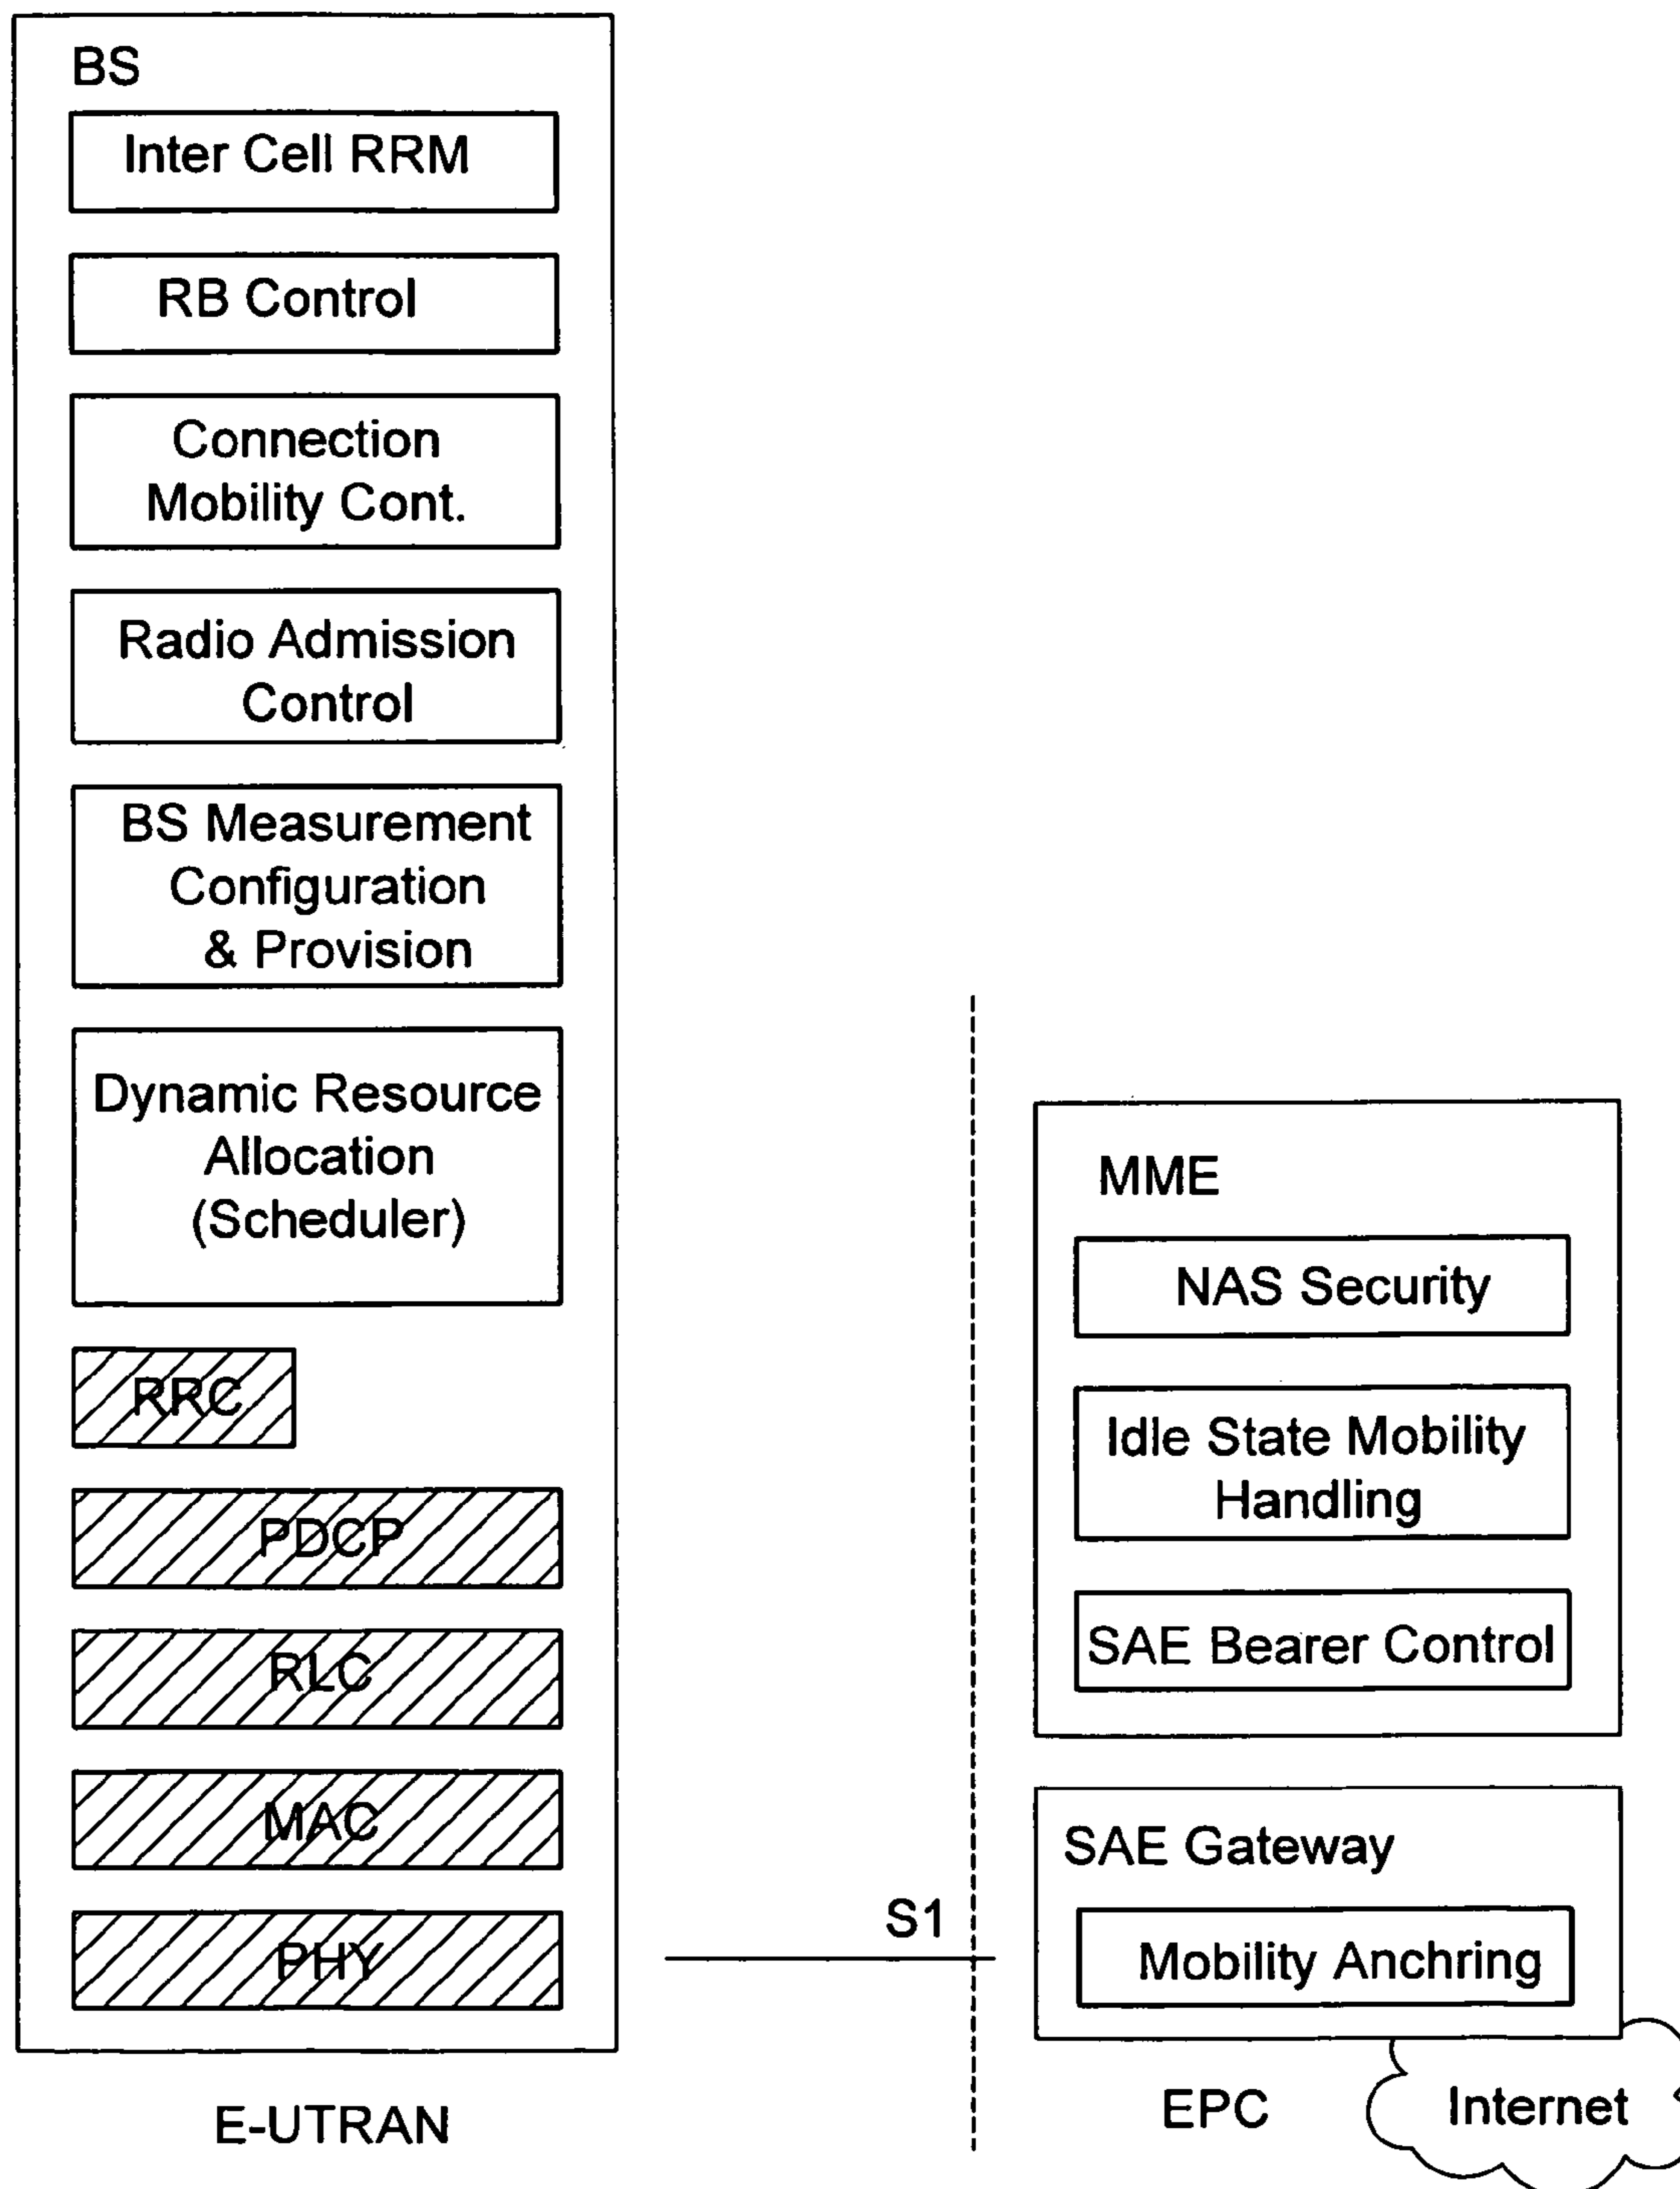 BS
Inter Cell RRM
RB Control
Connection
Mobility Cont.
Radio Admission
Control
BS Measurement
Configuration
& Provision
Dynamic Resource
Allocation
(Scheduler)
RRC
PDCP
RLC
MAC
PHY
E-UTRAN
S1
MME
NAS Security
Idle State Mobility
Handling
SAE Bearer Control
SAE Gateway
Mobility Anchring
EPC
Internet